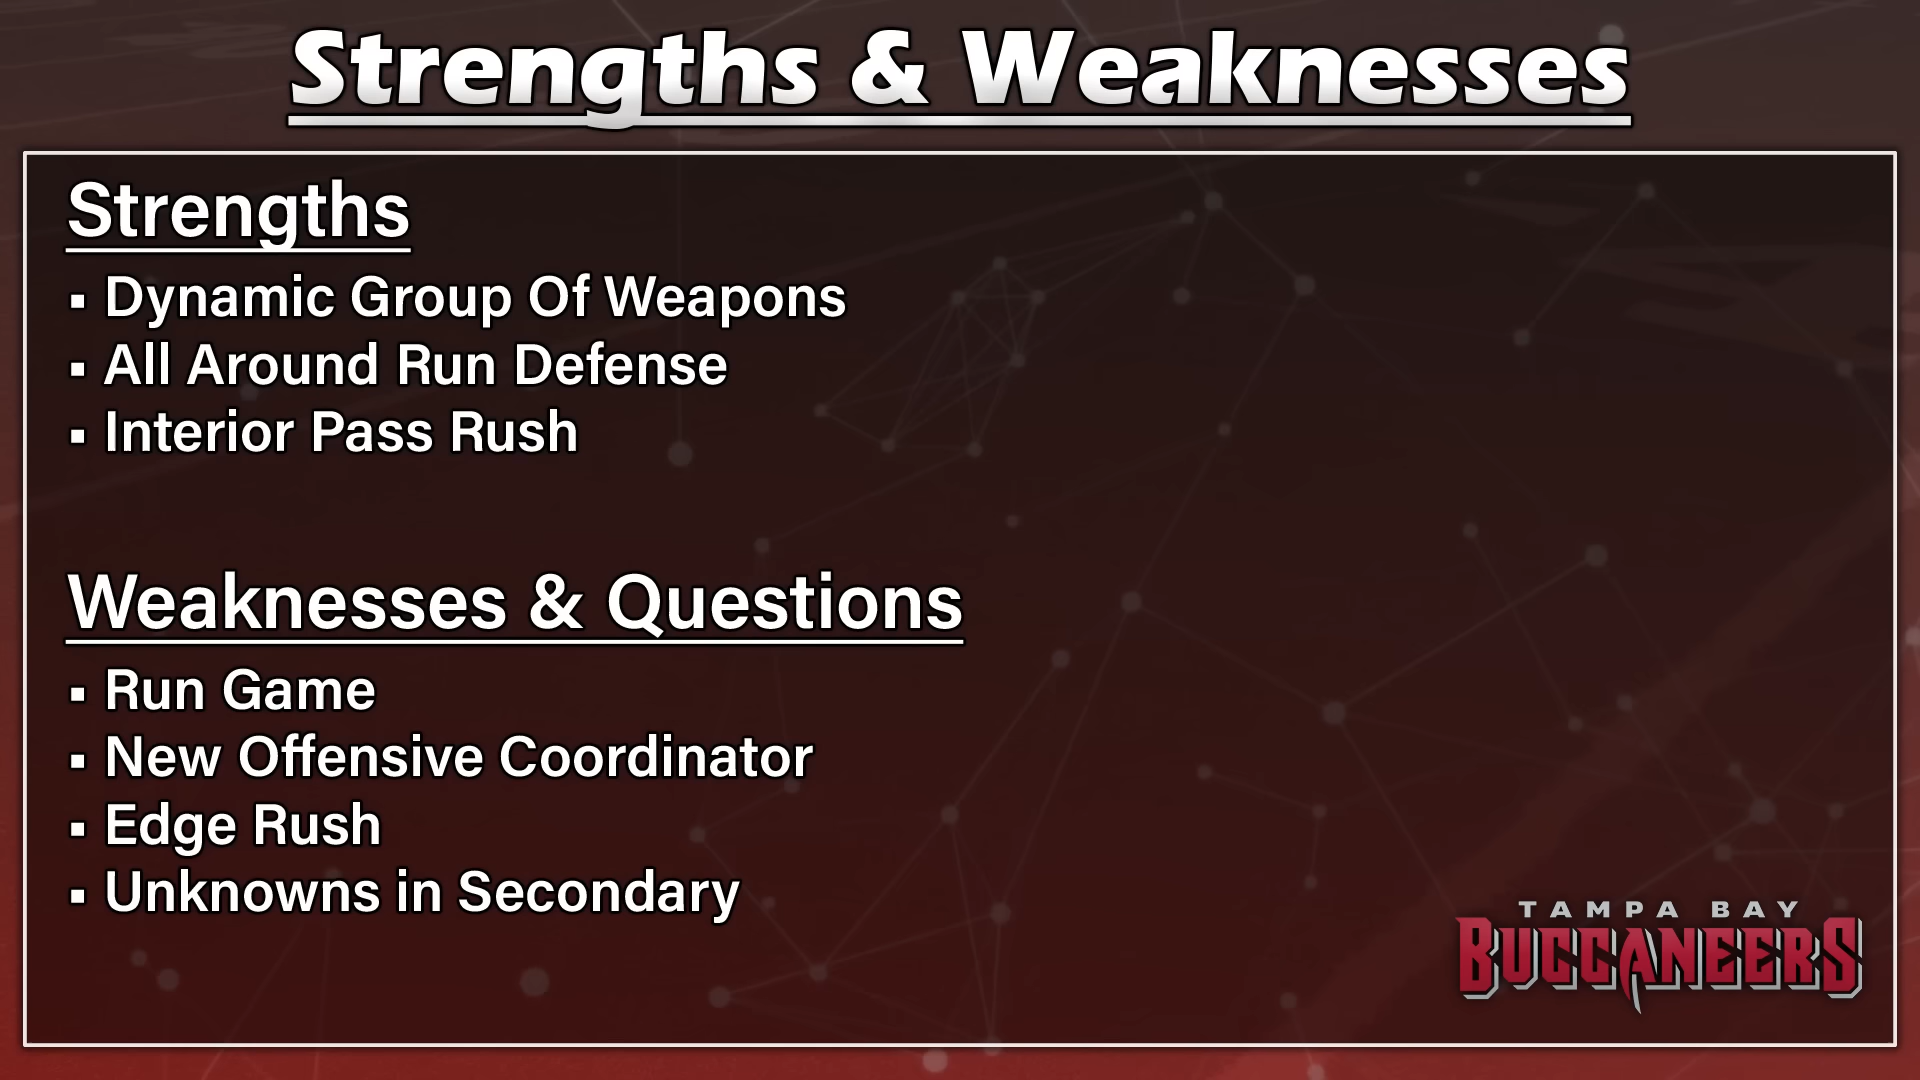 Strengths & Weaknesses
Strengths
▪ Dynamic Group Of Weapons
▪ All Around Run Defense
▪ Interior Pass Rush
Weaknesses & Questions
▪ Run Game
▪ New Offensive Coordinator
▪ Edge Rush
▪ Unknowns in Secondary
TAMPA BAY
BUCCANEERS